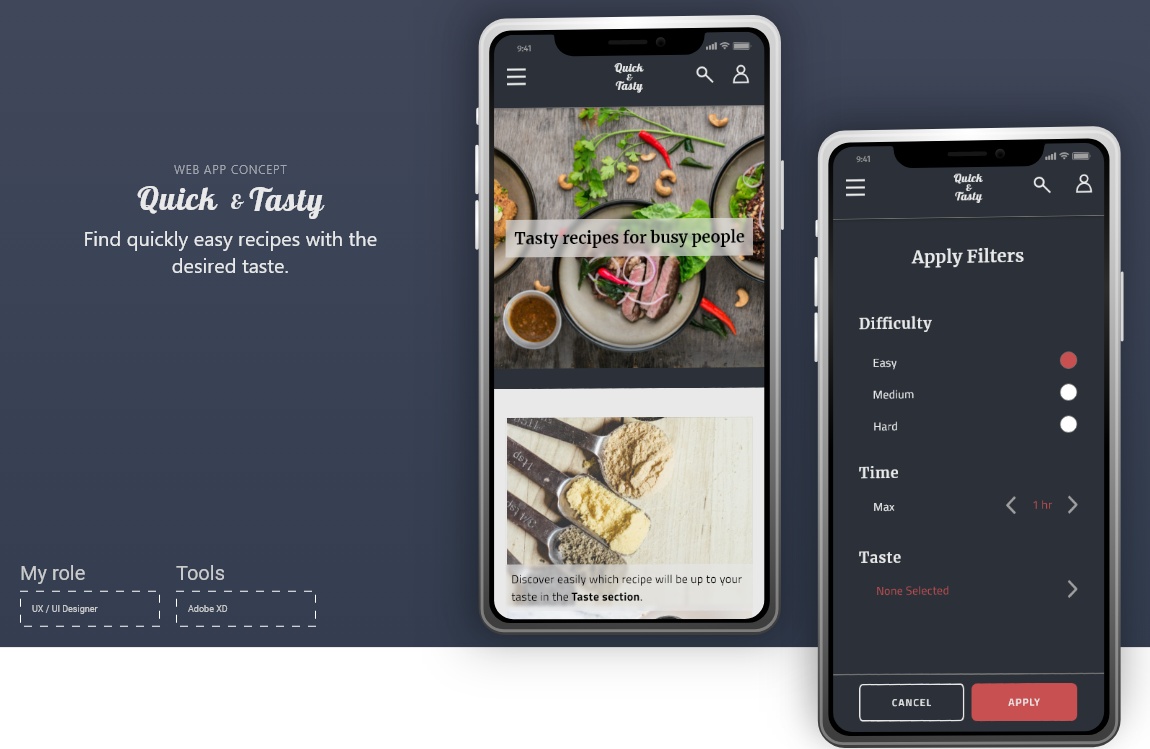 WEB APP CONCEPT
Quick & Tasty
Find quickly easy recipes with the
desired taste.
My role
UX / UI Designer
Tools
Adobe XD
9:41
Quick
&
Tasty
Tasty recipes for busy people
Discover easily which recipe will be up to your
taste in the Taste section.
9:41
Quick
&
Tasty
Apply Filters
Difficulty
Easy
Medium
Hard
Time
Max
1 hr
Taste
None Selected
CANCEL
APPLY